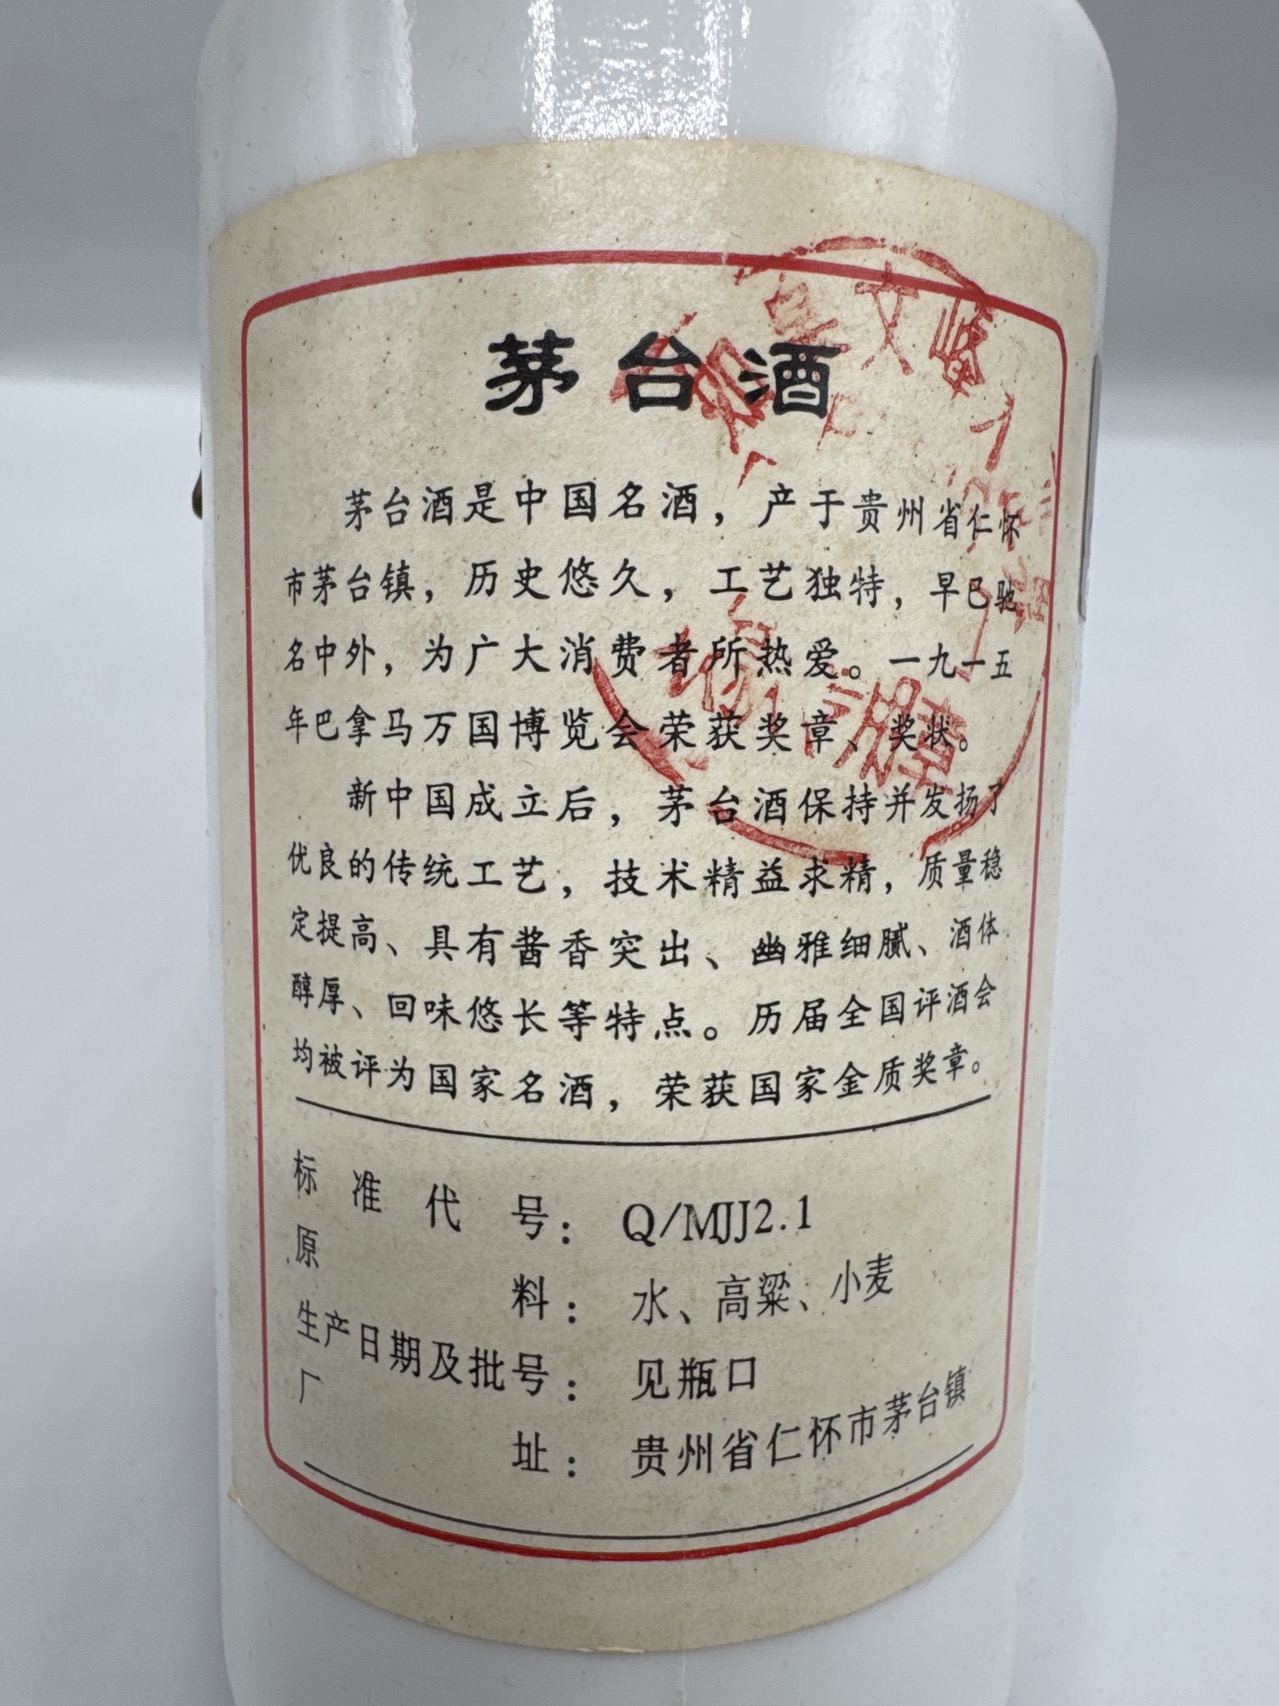 茅台酒
茅台酒是中国名酒，产于贵州省仁怀
市茅台镇，历史悠久，工艺独特，早已驰
名中外，为广大消费者所热爱。一九一五
年巴拿马万国博览会荣获奖章、奖状。
新中国成立后，茅台酒保持并发扬了
优良的传统工艺，技术精益求精，质量稳
定提高、具有酱香突出、幽雅细腻、酒体
醇厚、回味悠长等特点。历届全国评酒会
均被评为国家名酒，荣获国家金质奖章。
标准代号：Q/MJJ2.1
原料：水、高粱、小麦
生产日期及批号：见瓶口
厂址：贵州省仁怀市茅台镇